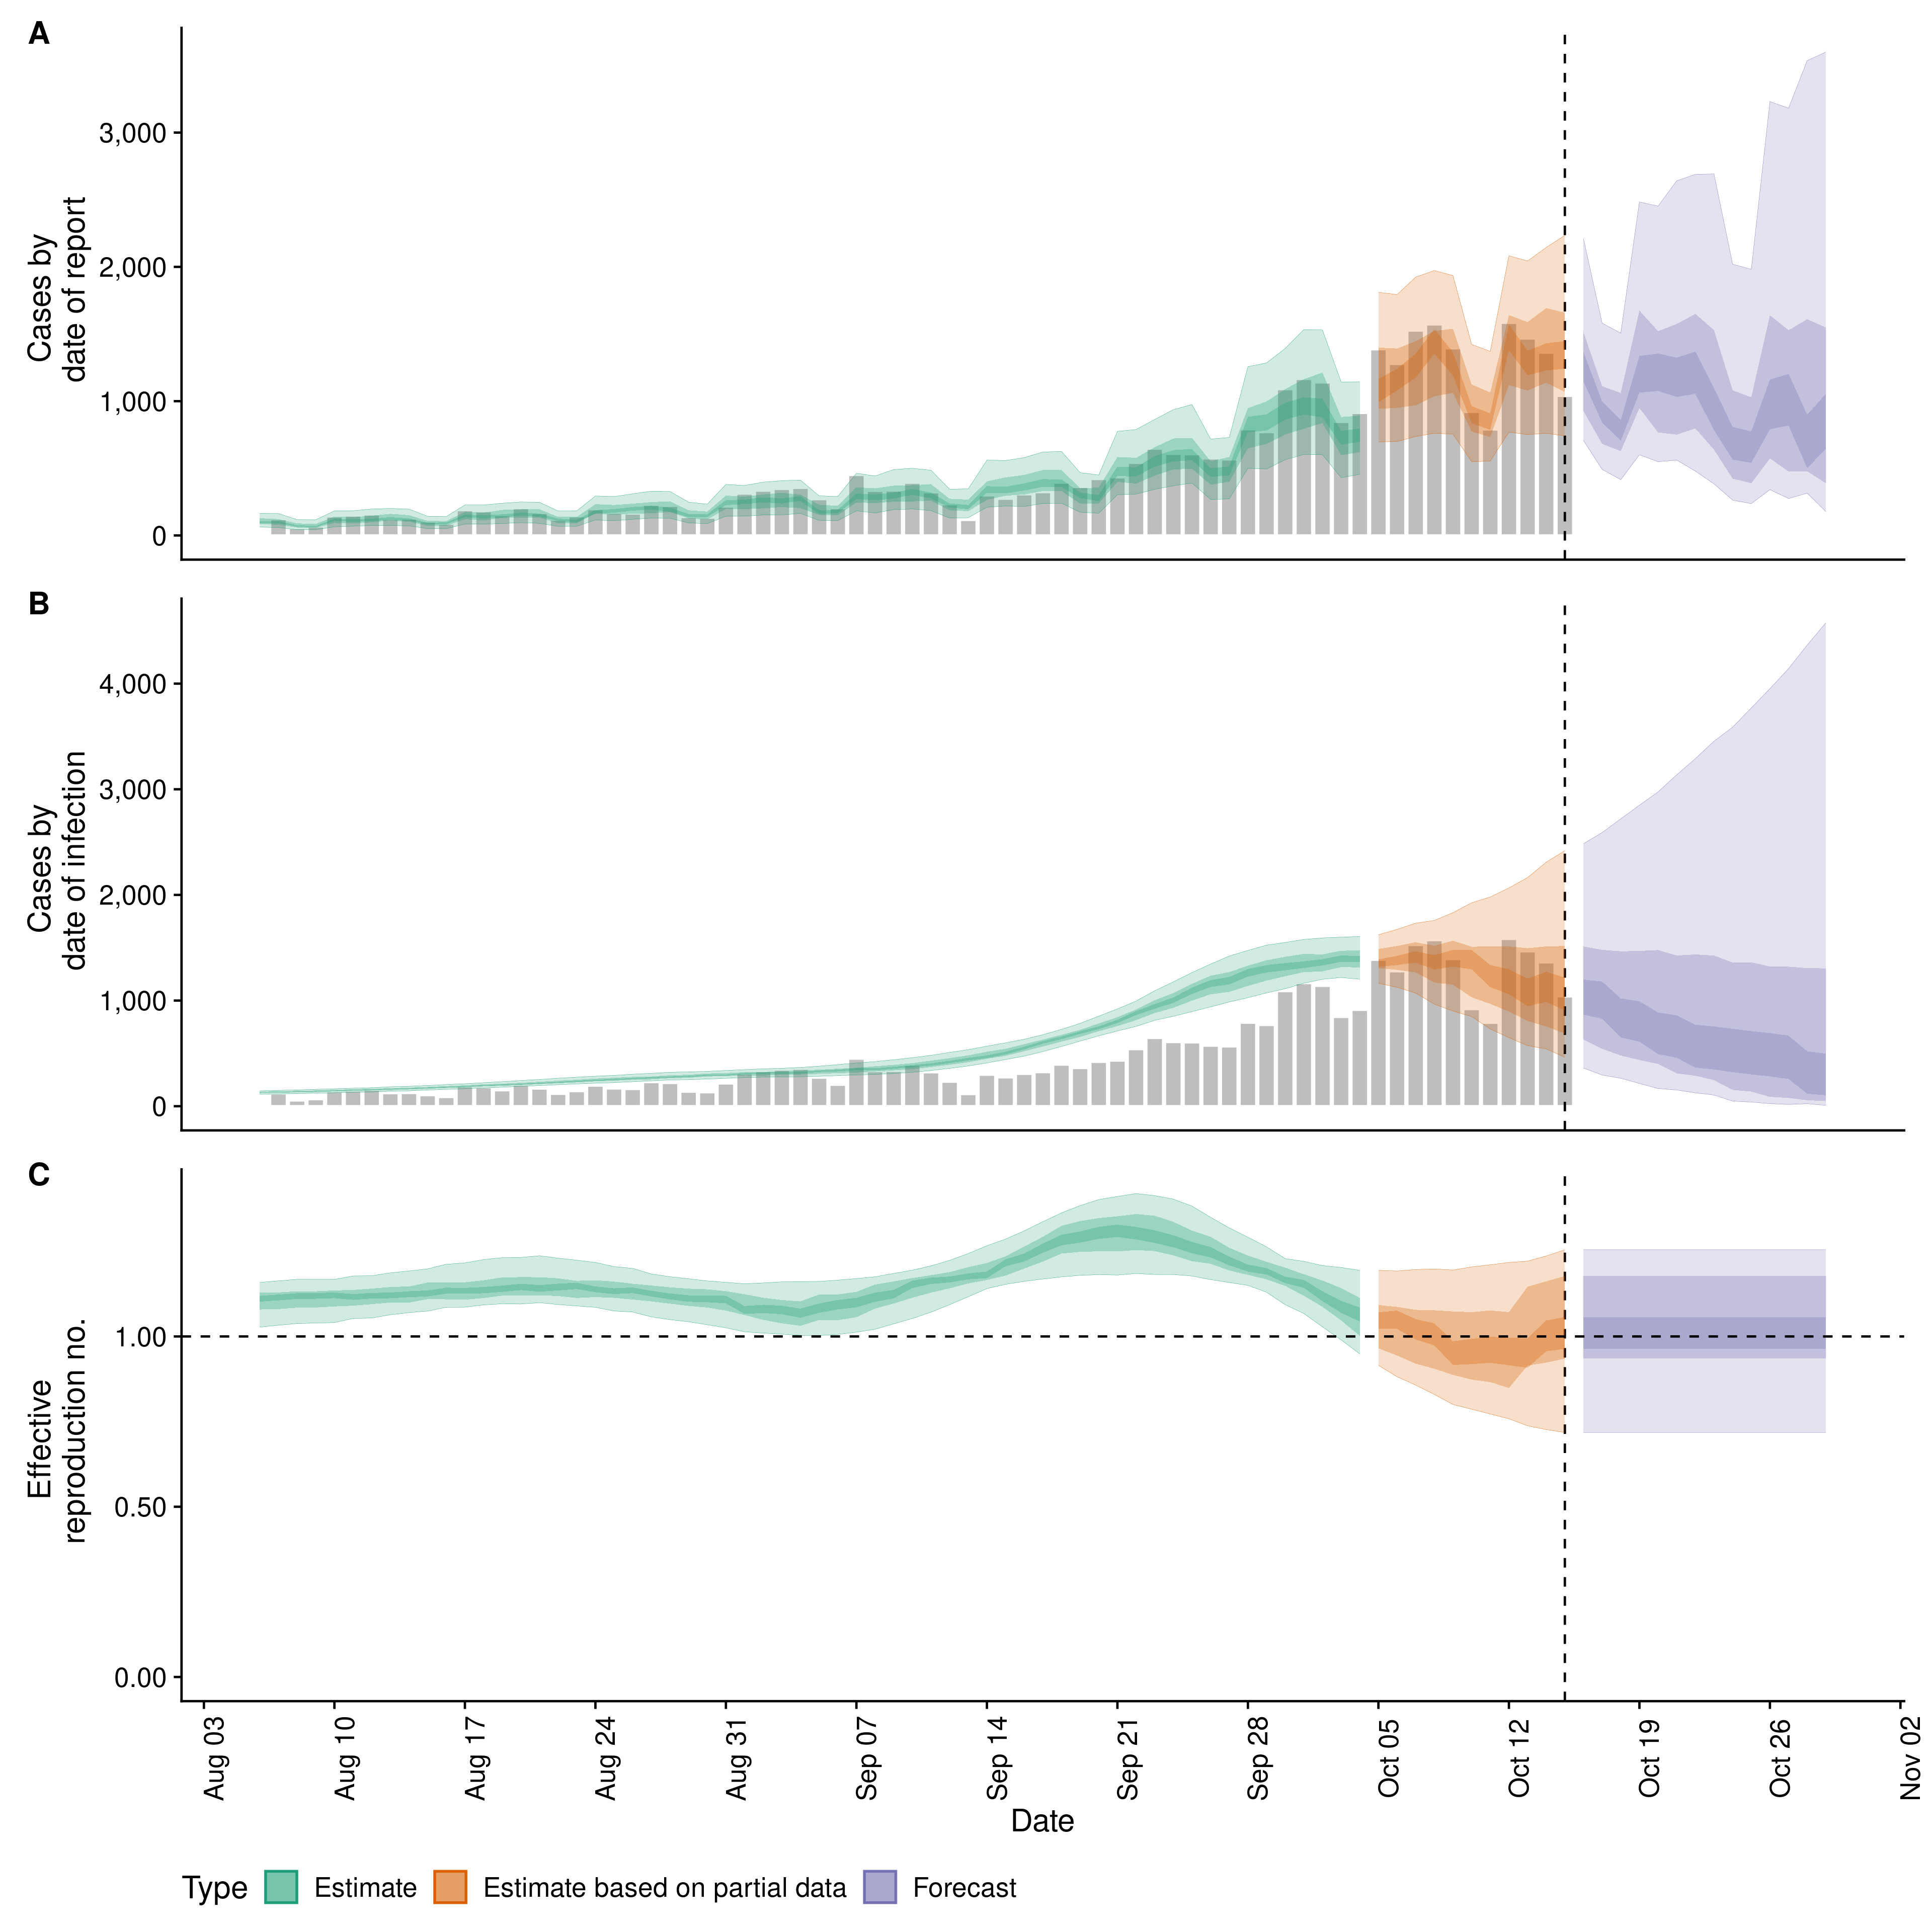 A
Cases by
date of report
3,000
2,000
1,000
0
B
Cases by
date of infection
4,000
3,000
2,000
1,000
0
C
Effective
reproduction no.
1.00
0.50
0.00
Aug 03
Aug 10
Aug 17
Aug 24
Aug 31
Sep 07
Sep 14
Sep 21
Sep 28
Oct 05
Oct 12
Oct 19
Oct 26
Nov 02
Date
Type Estimate Estimate based on partial data Forecast